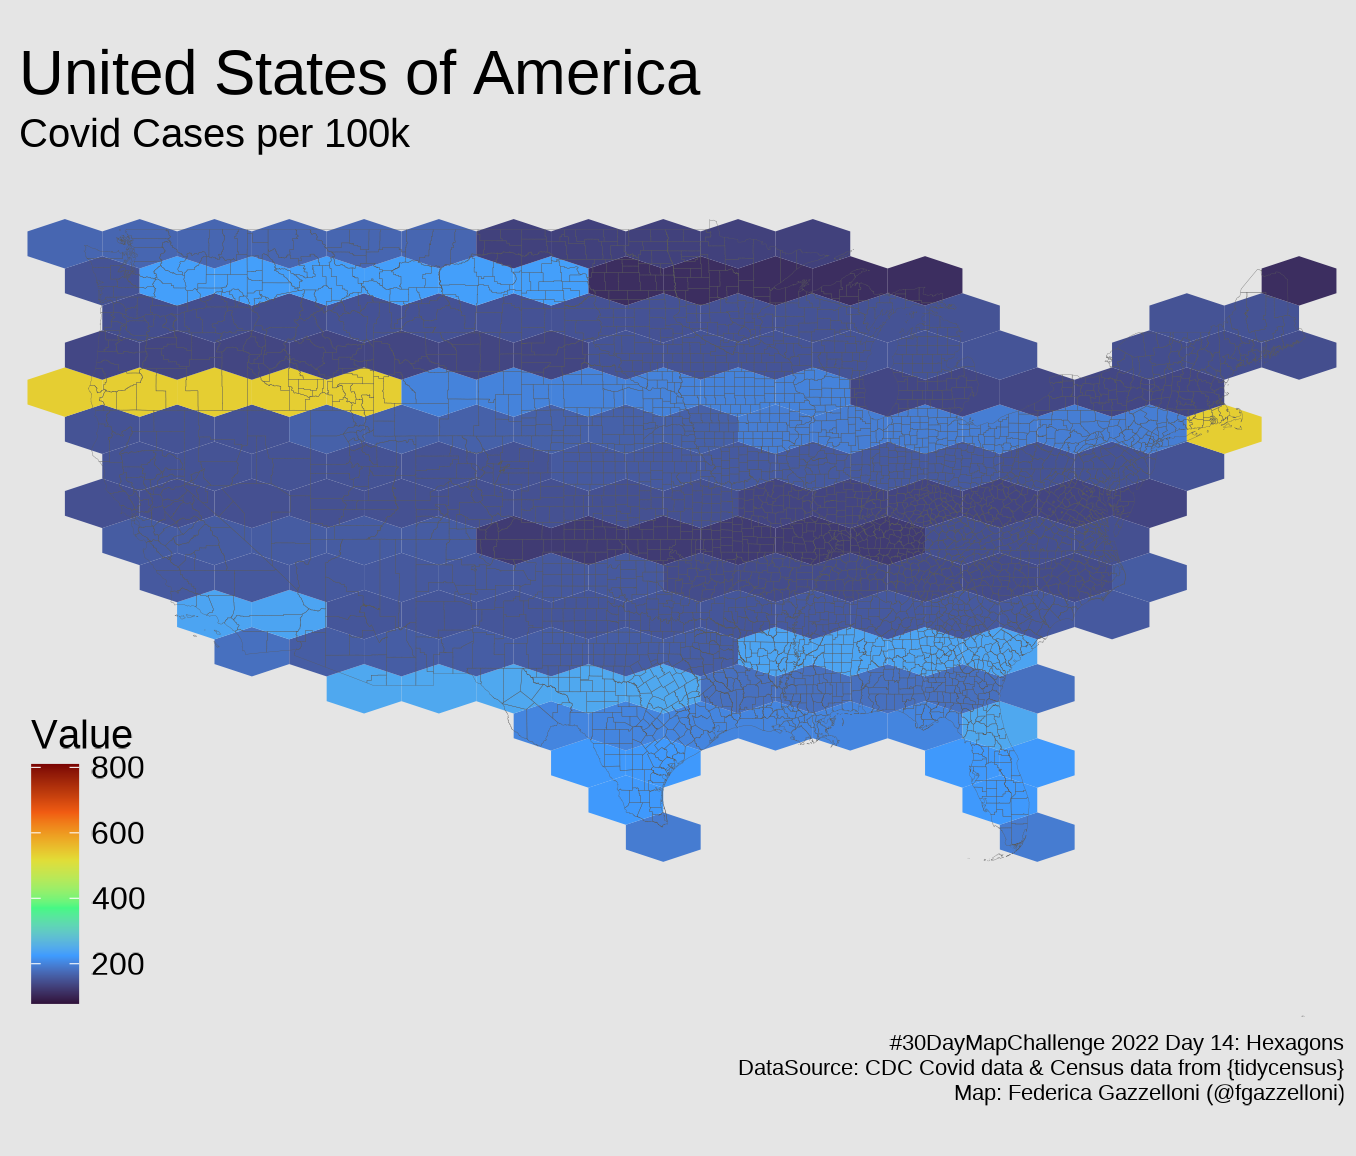 United States of America
Covid Cases per 100k
Value
800
600
400
200
#30DayMapChallenge 2022 Day 14: Hexagons
DataSource: CDC Covid data & Census data from {tidycensus}
Map: Federica Gazzelloni (@fgazzelloni)